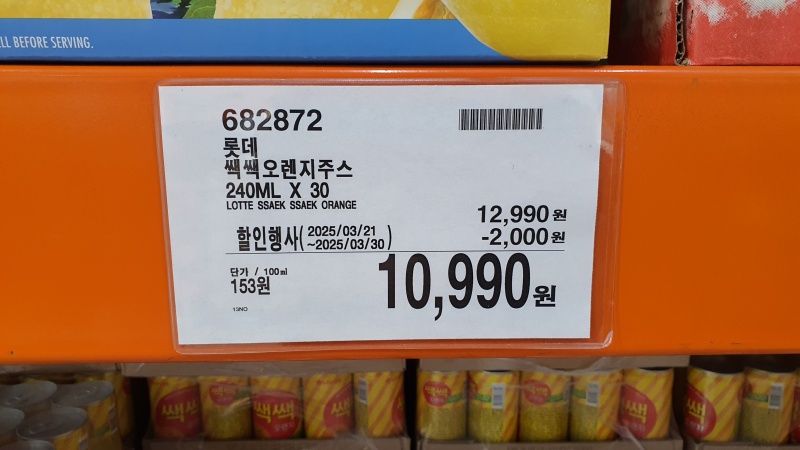 LL BEFORE SERVING.
682872
롯데
쌕쌕오렌지주스
240ML X 30
LOTTE SSAEK SSAEK ORANGE
12,990원
할인행사(2025/03/21
~2025/03/30)
-2,000원
단가 / 100㎖
153원
10,990원
13NO
쌕쌕
쌕쌕